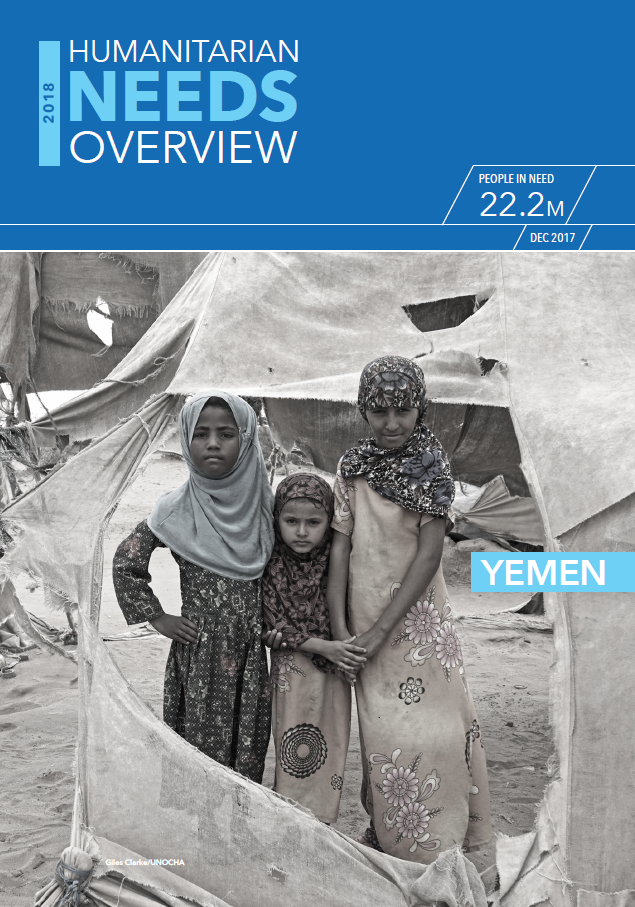 2018
HUMANITARIAN
NEEDS
OVERVIEW
PEOPLE IN NEED
22.2M
DEC 2017
YEMEN
Giles Clarke/UNOCHA